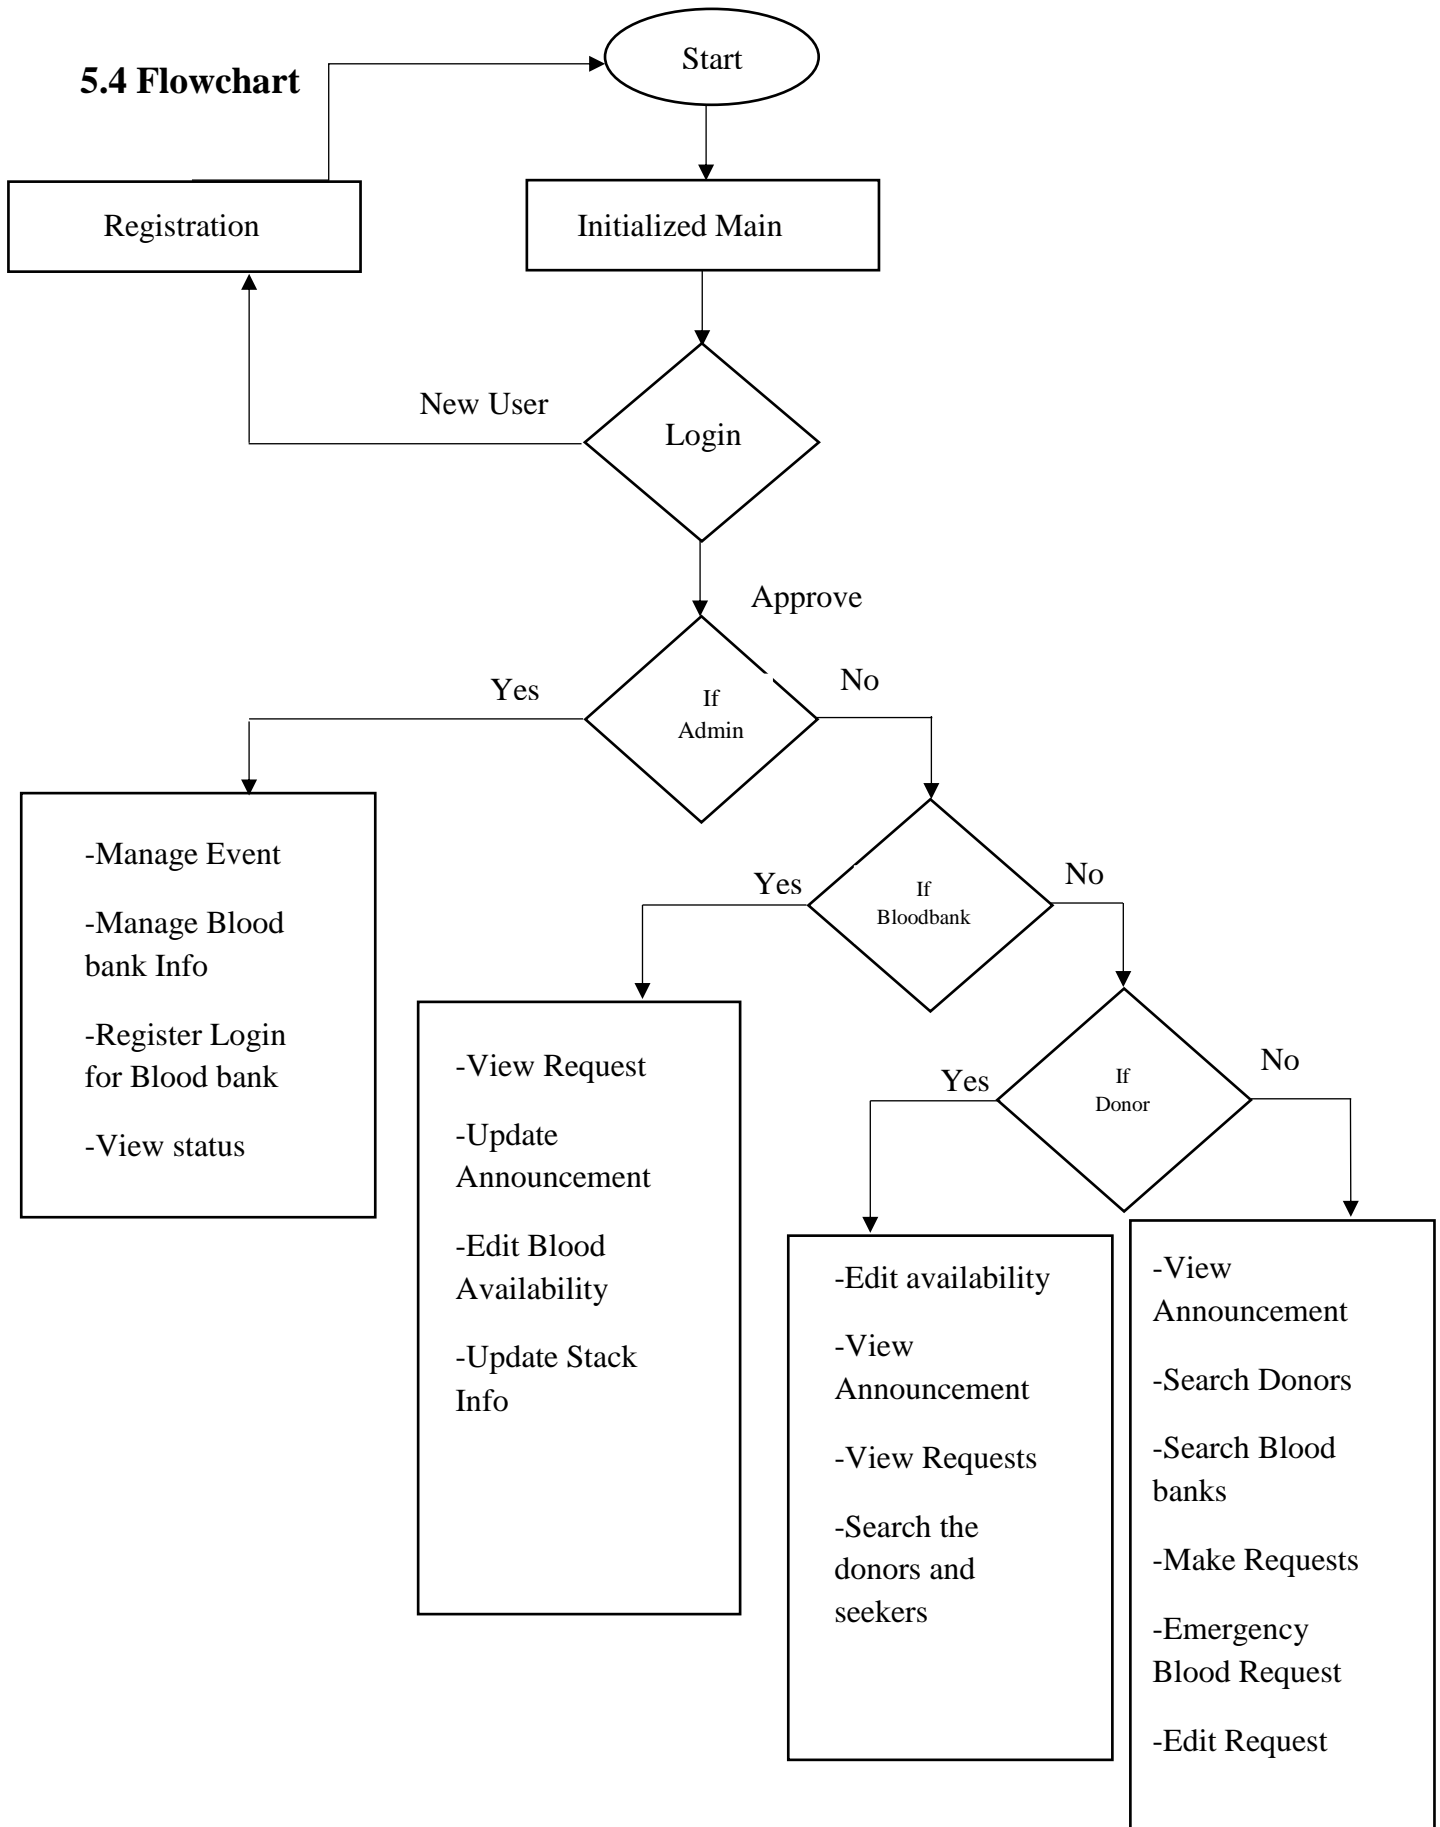 Start
5.4 Flowchart
Registration
Initialized Main
New User
Login
Approve
Yes
No
If
Admin
-Manage Event
-Manage Blood
bank Info
-Register Login
for Blood bank
-View status
Yes
No
If
Bloodbank
-View Request
-Update
Announcement
-Edit Blood
Availability
-Update Stack
Info
Yes
No
If
Donor
-Edit availability
-View
Announcement
-View Requests
-Search the
donors and
seekers
-View
Announcement
-Search Donors
-Search Blood
banks
-Make Requests
-Emergency
Blood Request
-Edit Request